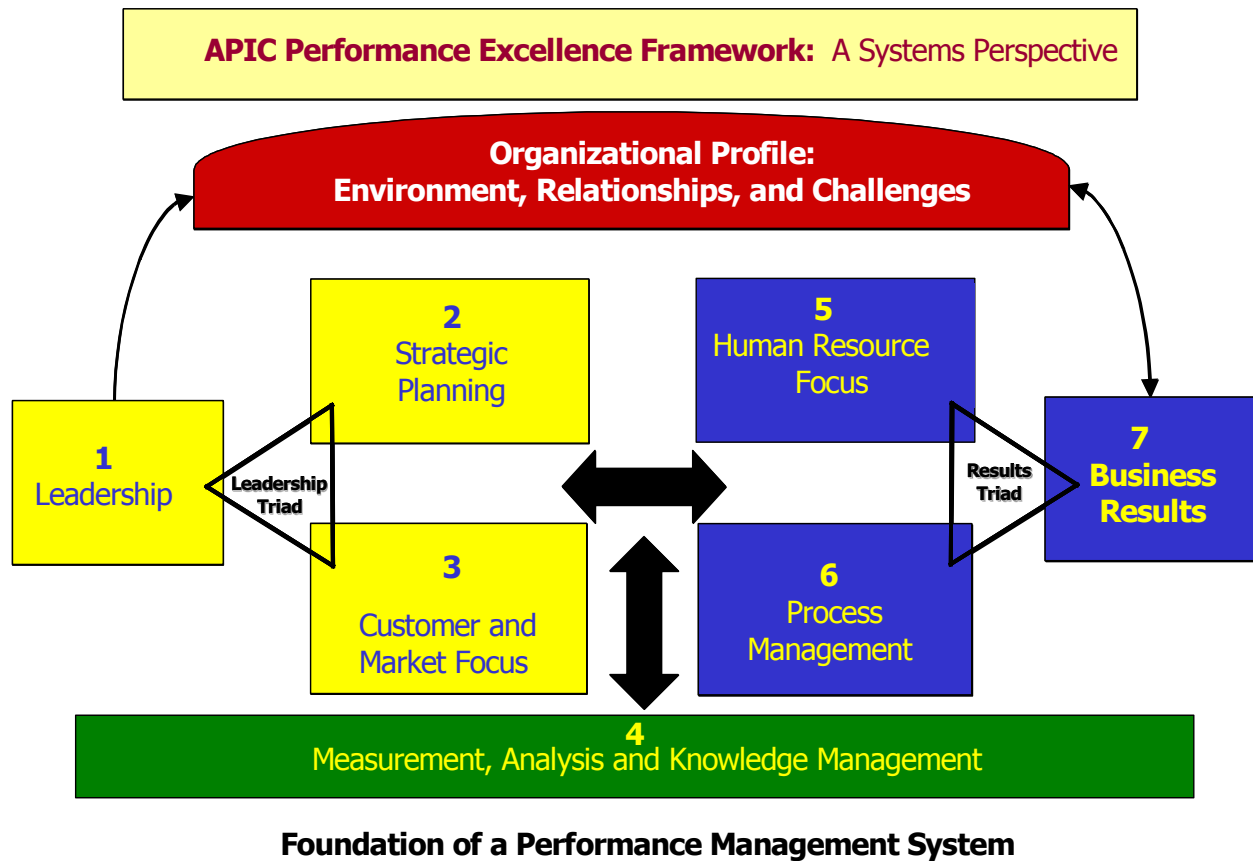 APIC Performance Excellence Framework: A Systems Perspective
Organizational Profile:
Environment, Relationships, and Challenges
1
Leadership
Leadership
Triad
2
Strategic
Planning
3
Customer and
Market Focus
5
Human Resource
Focus
6
Process
Management
Results
Triad
7
Business
Results
4
Measurement, Analysis and Knowledge Management
Foundation of a Performance Management System